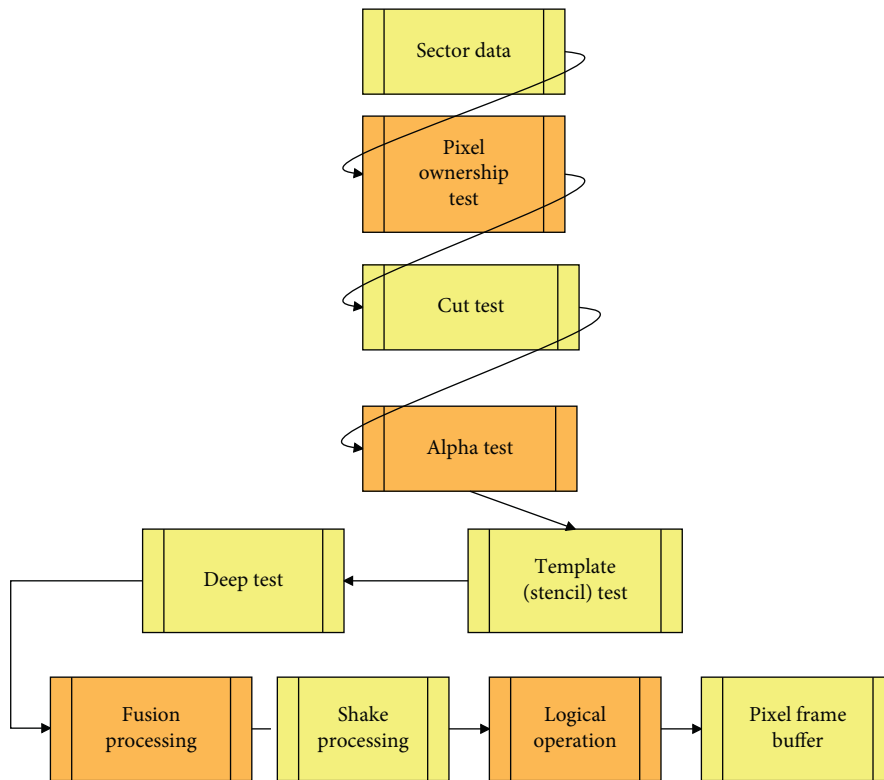 Sector data
Pixel
ownership
test
Cut test
Alpha test
Deep test
Template
(stencil) test
Fusion
processing
Shake
processing
Logical
operation
Pixel frame
buffer